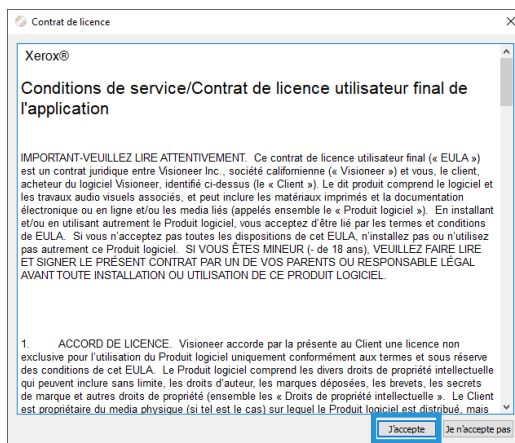 Contrat de licence
Xerox®
Conditions de service/Contrat de licence utilisateur final de
l'application
IMPORTANT-VEUILLEZ LIRE ATTENTIVEMENT. Ce contrat de licence utilisateur final (« EULA »)
est un contrat juridique entre Visioneer Inc., société californienne (« Visioneer ») et vous, le client,
acheteur du logiciel Visioneer, identifié ci-dessus (le « Client »). Le dit produit comprend le logiciel et
les travaux audio visuels associés, et peut inclure les matériaux imprimés et la documentation
électronique ou en ligne et/ou les media liés (appelés ensemble le « Produit logiciel »). En installant
et/ou en utilisant autrement le Produit logiciel, vous acceptez d'être lié par les termes et conditions
de EULA. Si vous n'acceptez pas toutes les dispositions de cet EULA, n'installez pas ou n'utilisez
pas autrement ce Produit logiciel. SI VOUS ÊTES MINEUR (- de 18 ans), VEUILLEZ FAIRE LIRE
ET SIGNER LE PRÉSENT CONTRAT PAR UN DE VOS PARENTS OU RESPONSABLE LÉGAL
AVANT TOUTE INSTALLATION OU UTILISATION DE CE PRODUIT LOGICIEL.
1. ACCORD DE LICENCE. Visioneer accorde par la présente au Client une licence non
exclusive pour l'utilisation du Produit logiciel uniquement conformément aux termes et sous réserve
des conditions de cet EULA. Le Produit logiciel comprend les divers droits de propriété intellectuelle
qui peuvent inclure sans limite, les droits d'auteur, les marques déposées, les brevets, les secrets
de marque et autres droits de propriété (ensemble les « Droits de propriété intellectuelle ». Le Client
est propriétaire du media physique (si tel est le cas) sur lequel le Produit logiciel est distribué, mais
J'accepte Je n'accepte pas